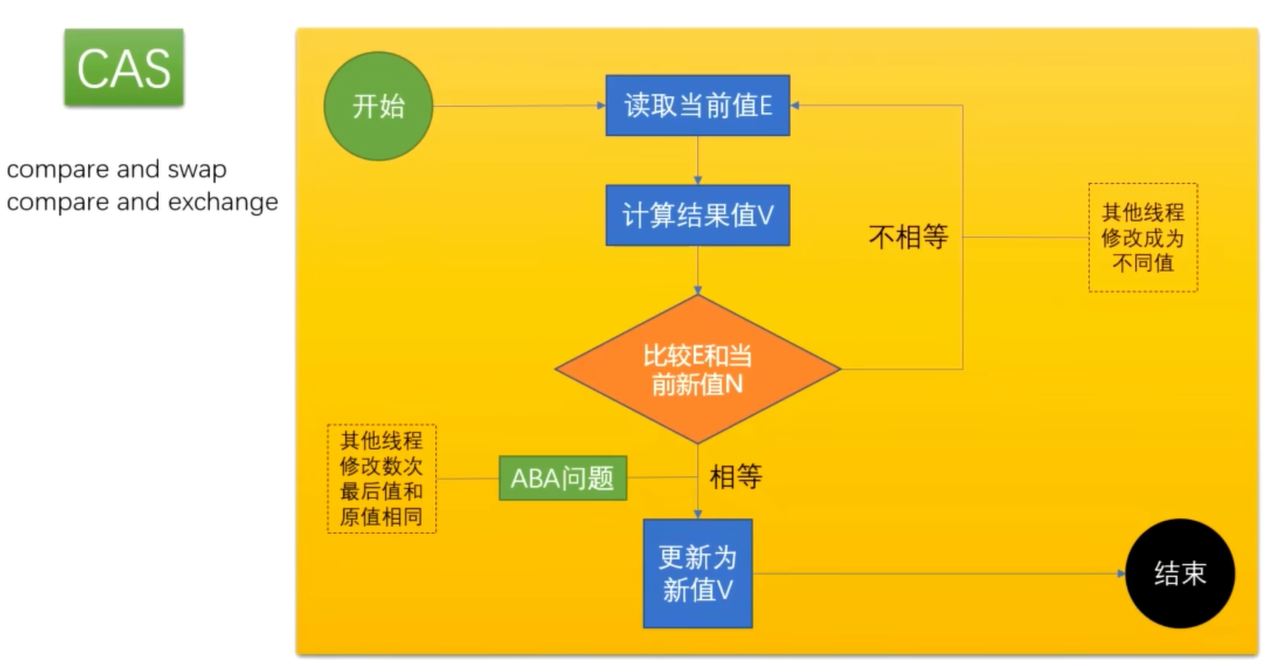 CAS
compare and swap
compare and exchange
开始
读取当前值E
计算结果值V
不相等
其他线程
修改成为
不同值
比较E和当
前新值N
其他线程
修改数次
最后值和
原值相同
ABA问题
相等
更新为
新值V
结束